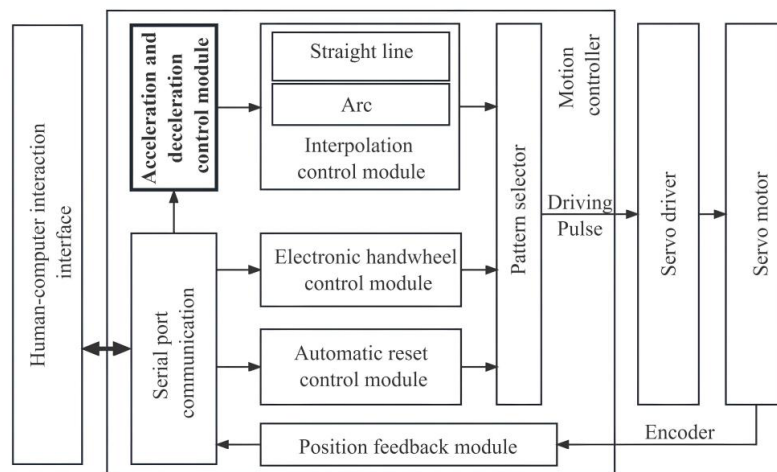 Human-computer interaction
interface
Acceleration and
deceleration
control module
Straight line
Arc
Interpolation
control module
Motion
controller
Serial port
communication
Electronic handwheel
control module
Automatic reset
control module
Position feedback module
Pattern selector
Driving
Pulse
Servo driver
Servo motor
Encoder